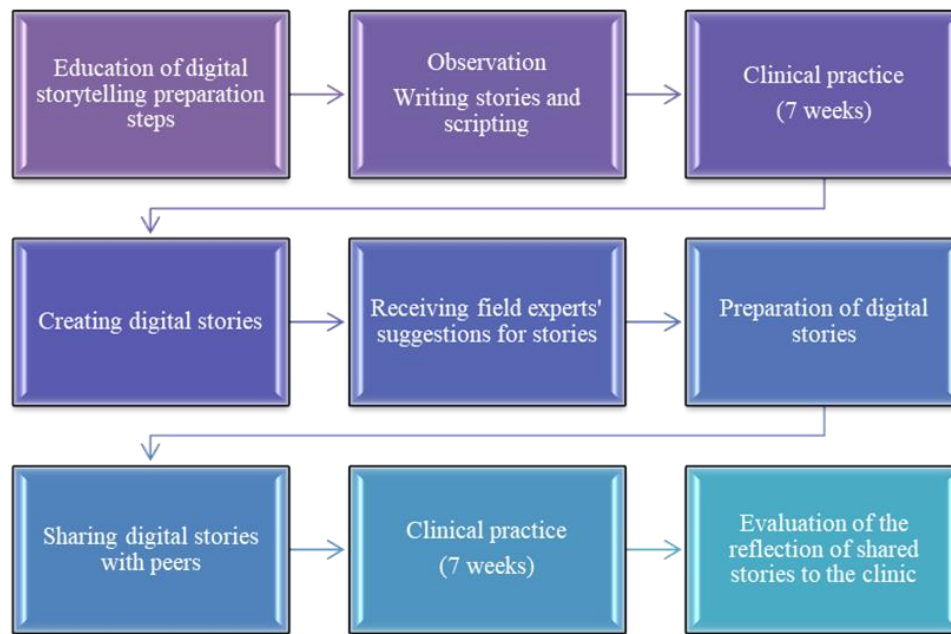 Education of digital
storytelling preparation
steps
Observation
Writing stories and
scripting
Clinical practice
(7 weeks)
Creating digital stories
Receiving field experts'
suggestions for stories
Preparation of digital
stories
Sharing digital stories
with peers
Clinical practice
(7 weeks)
Evaluation of the
reflection of shared
stories to the clinic